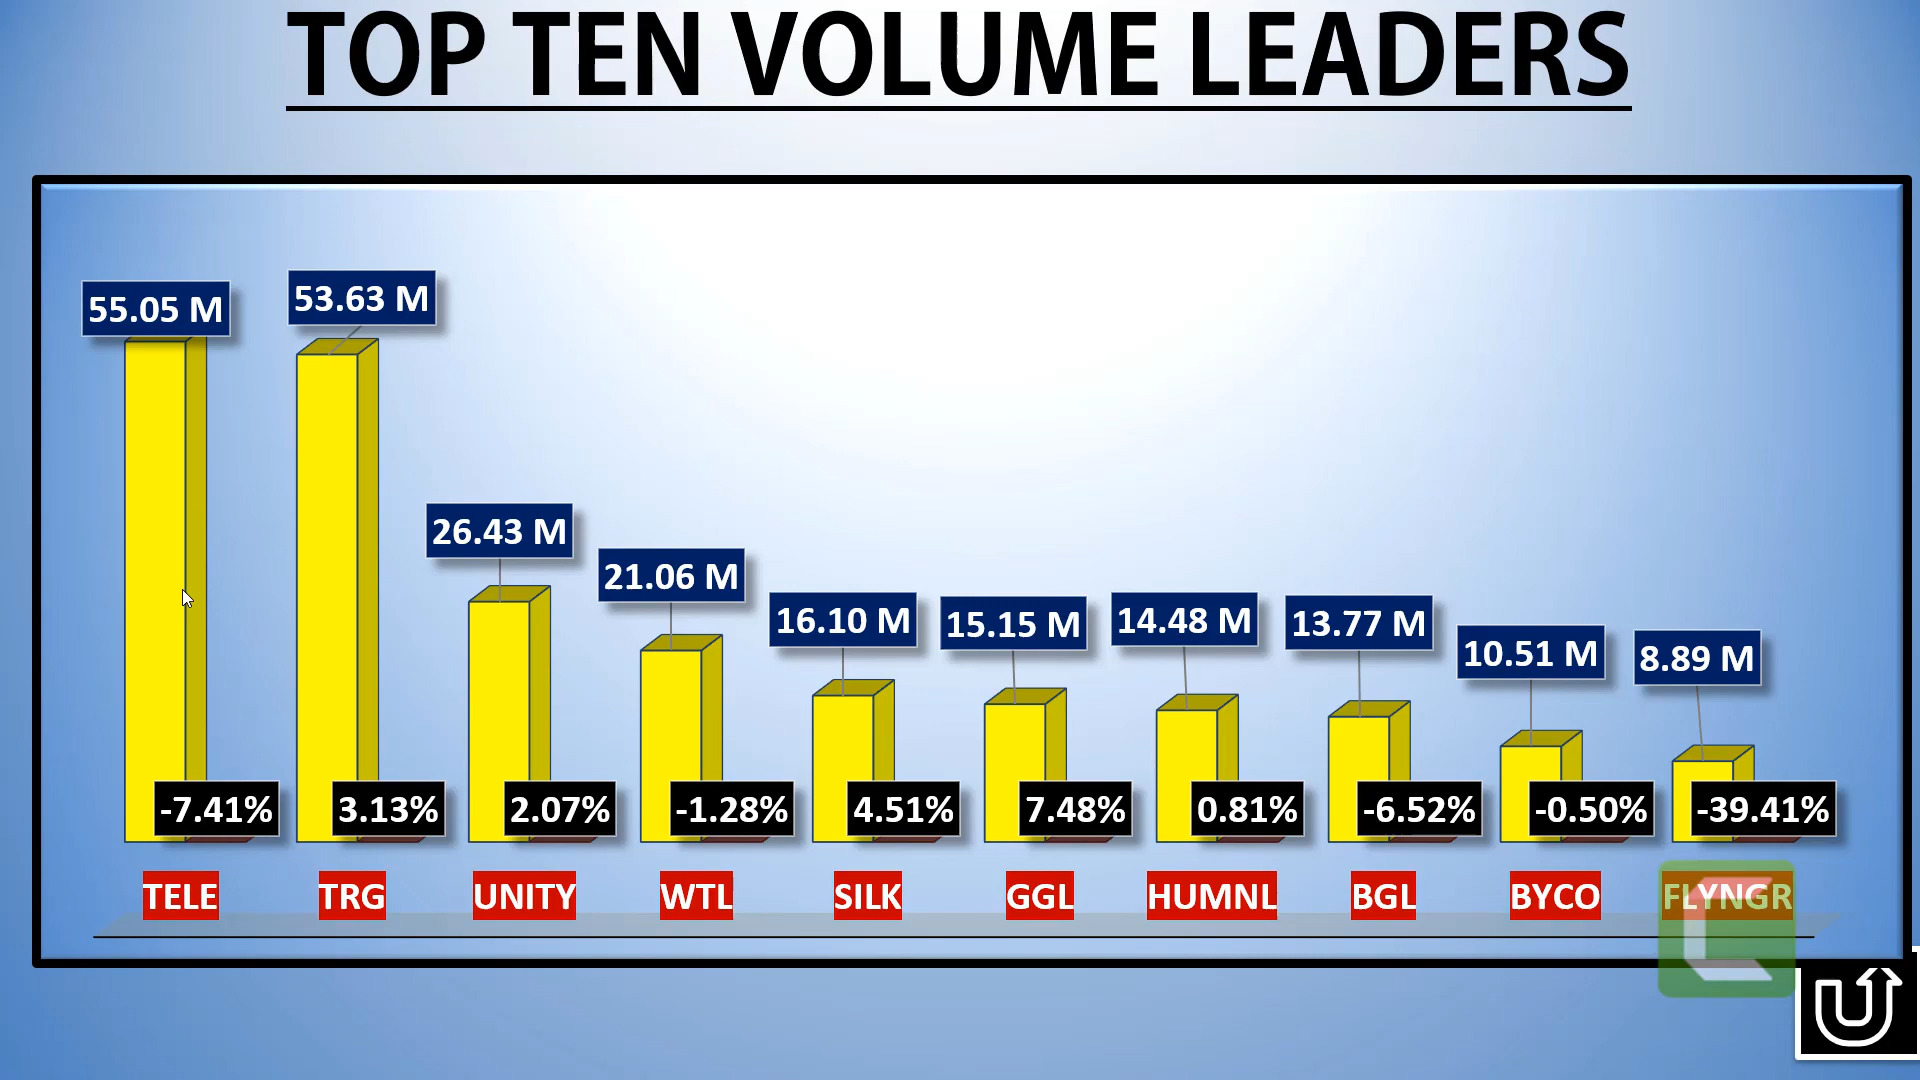 TOP TEN VOLUME LEADERS
55.05 M
53.63 M
26.43 M
21.06 M
16.10 M
15.15 M
14.48 M
13.77 M
10.51 M
8.89 M
-7.41%
3.13%
2.07%
-1.28%
4.51%
7.48%
0.81%
-6.52%
-0.50%
-39.41%
TELE
TRG
UNITY
WTL
SILK
GGL
HUMNL
BGL
BYCO
FLYNGR